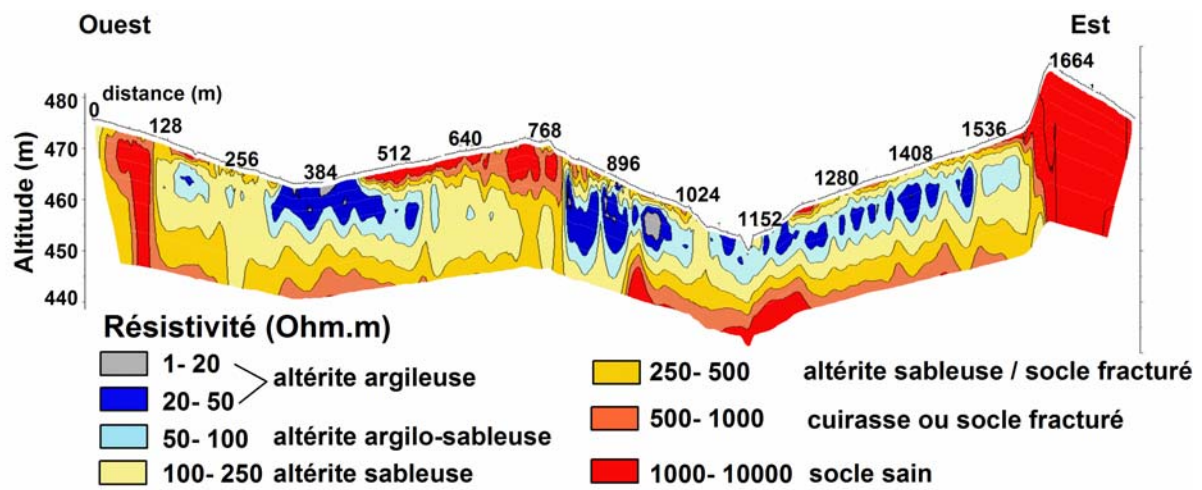 Ouest
Est
distance (m)
Altitude (m)
480
470
460
450
440
0
128
256
384
512
640
768
896
1024
1152
1280
1408
1536
1664
Résistivité (Ohm.m)
1- 20
20- 50
altérite argileuse
50- 100 altérite argilo-sableuse
100- 250 altérite sableuse
250- 500 altérite sableuse / socle fracturé
500- 1000 cuirasse ou socle fracturé
1000- 10000 socle sain